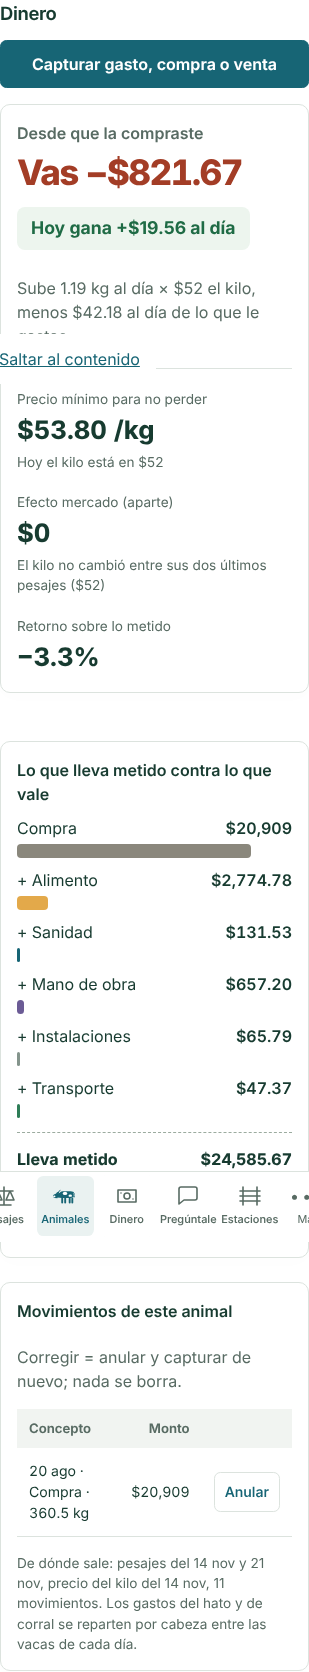 Dinero
Capturar gasto, compra o venta
Desde que la compraste
Vas −$821.67
Hoy gana +$19.56 al día
Sube 1.19 kg al día × $52 el kilo,
menos $42.18 al día de lo que le
Saltar al contenido
Precio mínimo para no perder
$53.80 /kg
Hoy el kilo está en $52
Efecto mercado (aparte)
$0
El kilo no cambió entre sus dos últimos
pesajes ($52)
Retorno sobre lo metido
−3.3%
Lo que lleva metido contra lo que
vale
Compra $20,909
+ Alimento $2,774.78
+ Sanidad $131.53
+ Mano de obra $657.20
+ Instalaciones $65.79
+ Transporte $47.37
Lleva metido $24,585.67
Animales Dinero Pregúntale Estaciones
Movimientos de este animal
Corregir = anular y capturar de
nuevo; nada se borra.
Concepto Monto
20 ago ·
Compra · $20,909 Anular
360.5 kg
De dónde sale: pesajes del 14 nov y 21
nov, precio del kilo del 14 nov, 11
movimientos. Los gastos del hato y de
corral se reparten por cabeza entre las
vacas de cada día.